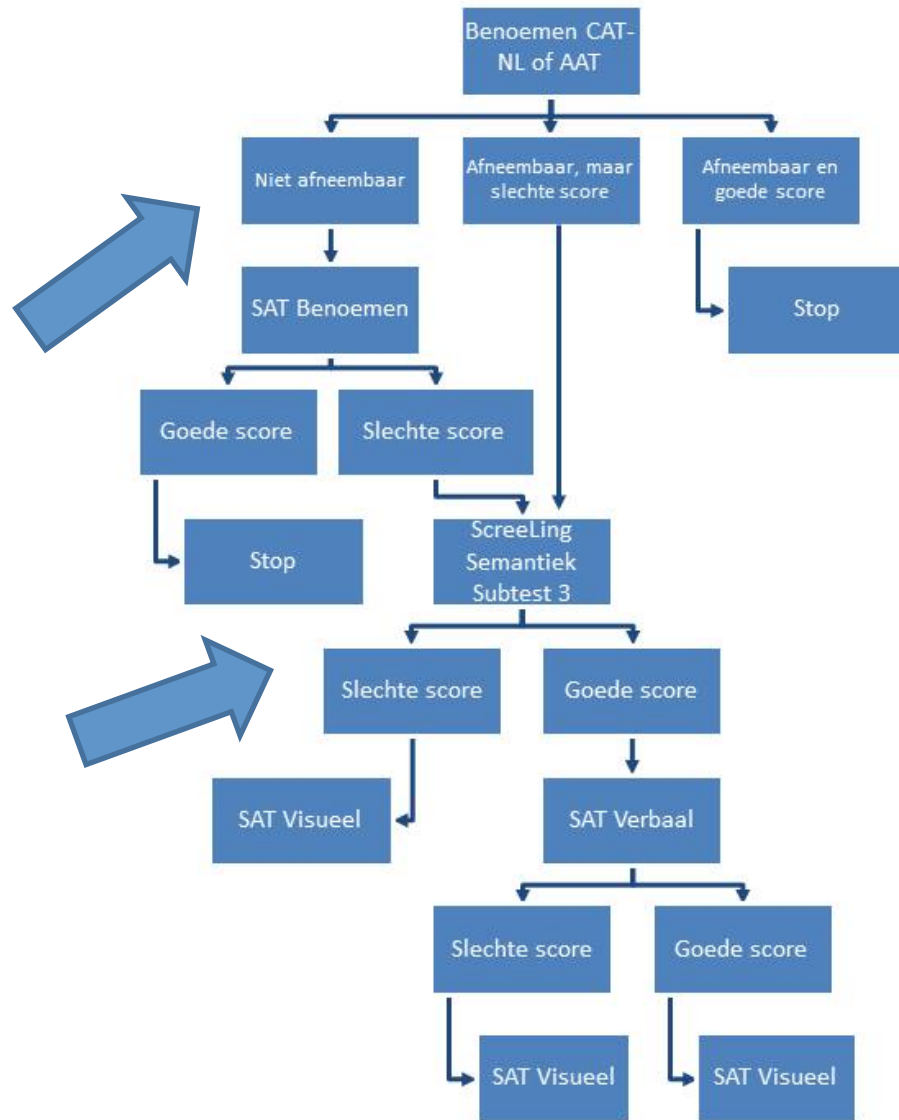 Benoemen CAT-
NL of AAT
Niet afneembaar
Afneembaar, maar
slechte score
Afneembaar en
goede score
SAT Benoemen
Stop
Goede score
Slechte score
Stop
ScreeLing
Semantiek
Subtest 3
Slechte score
Goede score
SAT Visueel
SAT Verbaal
Slechte score
Goede score
SAT Visueel
SAT Visueel